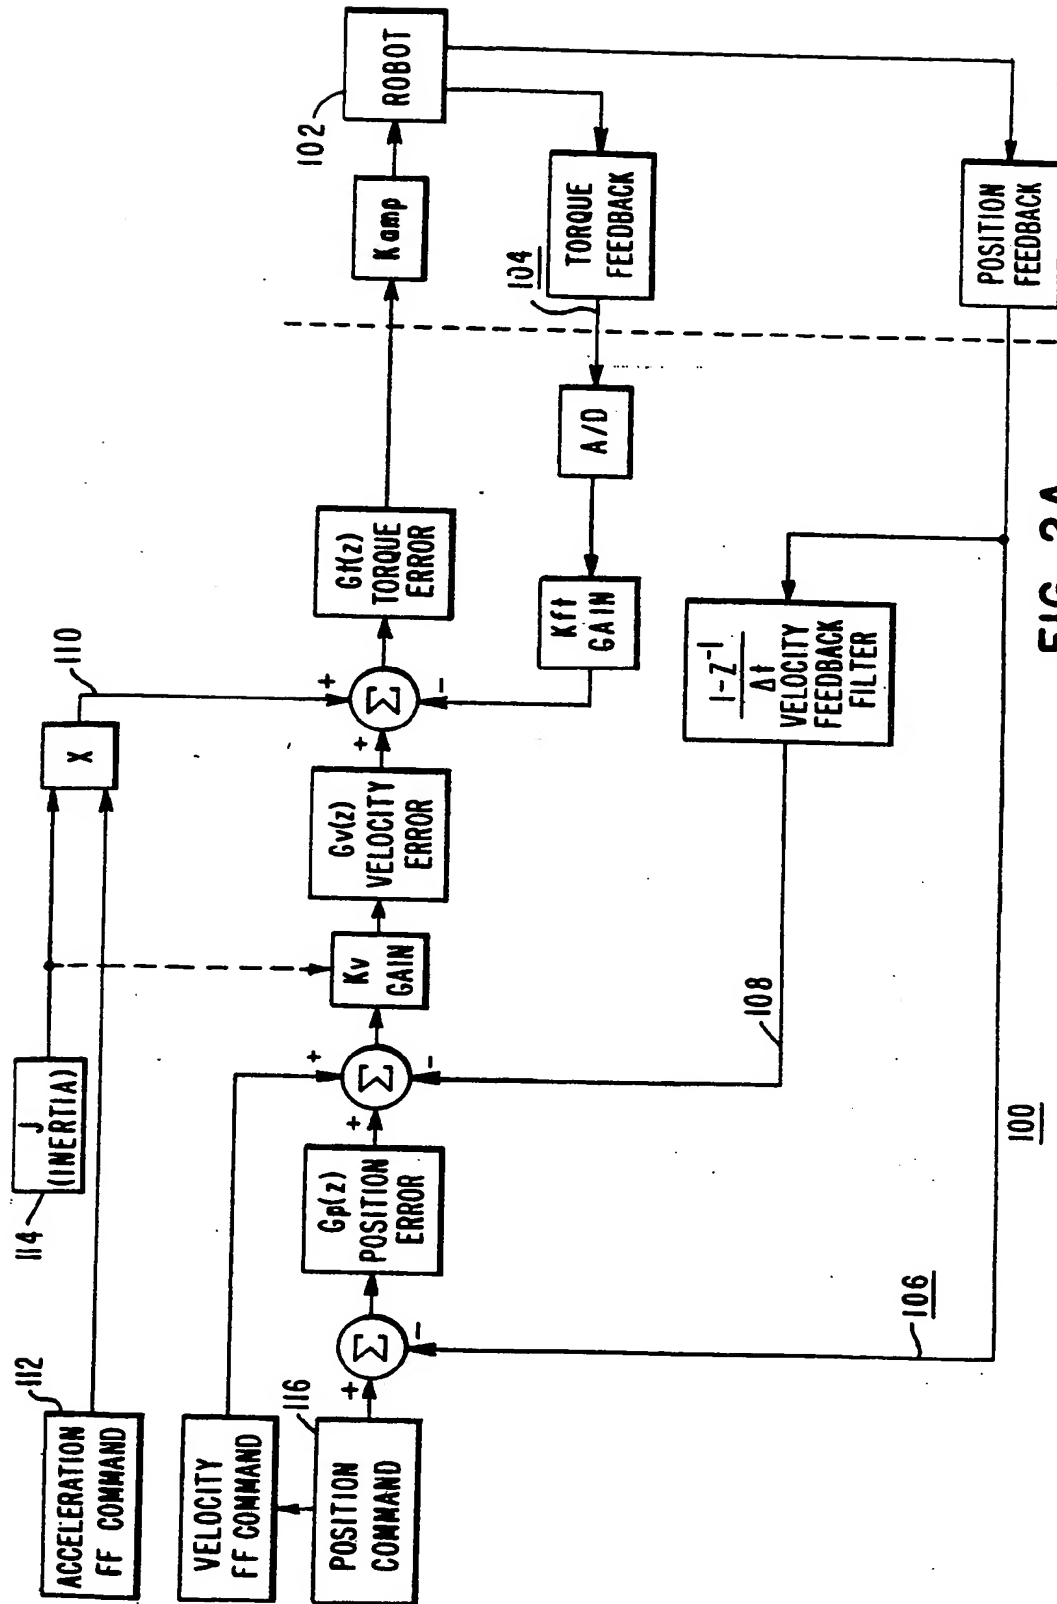 112
ACCELERATION
FF COMMAND
114
J
(INERTIA)
X
110
VELOCITY
FF COMMAND
116
POSITION
COMMAND
+
Σ
-
Gp(z)
POSITION
ERROR
+
+
Σ
-
Kv
GAIN
Gv(z)
VELOCITY
ERROR
+
+
Σ
-
Gt(z)
TORQUE
ERROR
Kamp
102
ROBOT
104
TORQUE
FEEDBACK
A/D
Kft
GAIN
108
1-Z⁻¹
Δt
VELOCITY
FEEDBACK
FILTER
106
POSITION
FEEDBACK
100